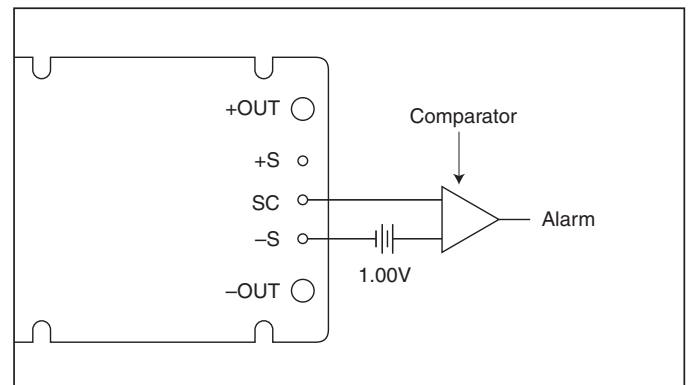 +OUT
Comparator
+S
SC
Alarm
–S
1.00V
–OUT